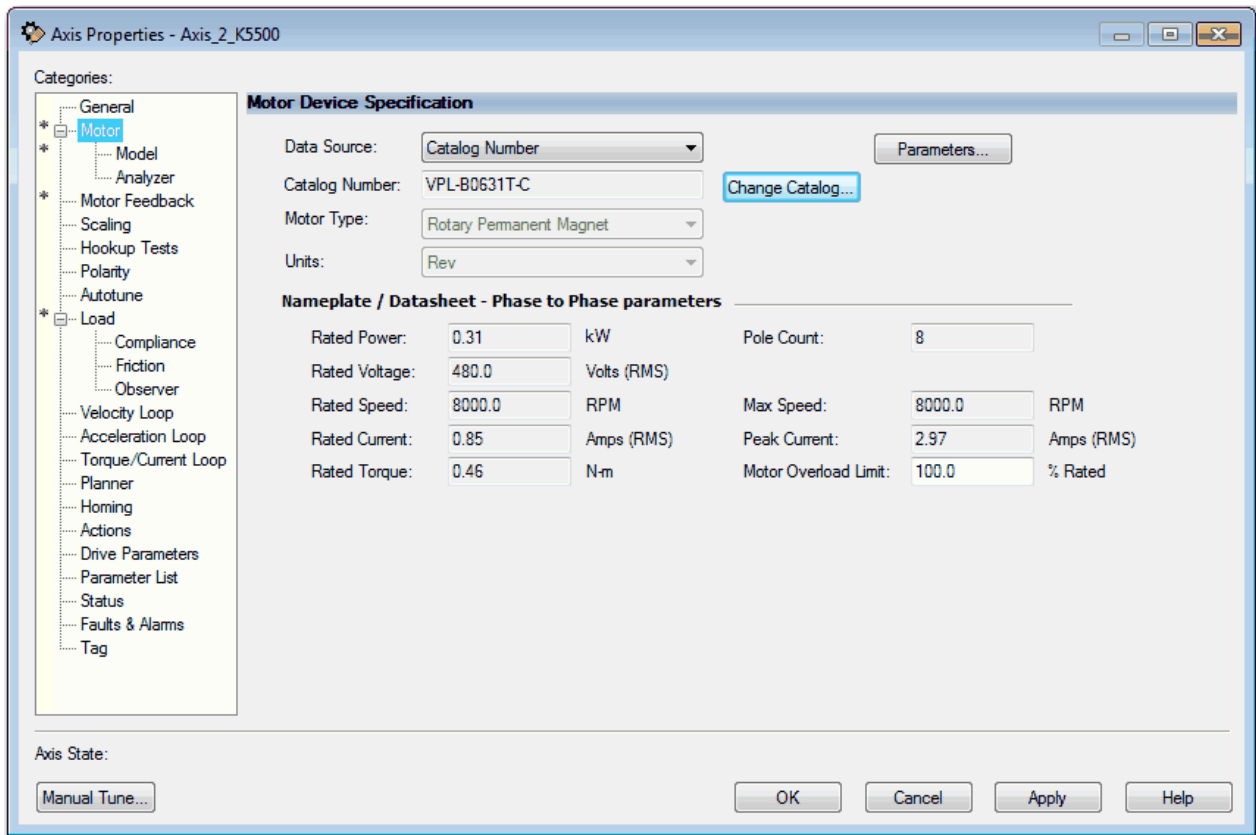 Axis Properties - Axis_2_K5500
Categories:
General
* Motor
* Model
Analyzer
* Motor Feedback
Scaling
Hookup Tests
Polarity
Autotune
* Load
Compliance
Friction
Observer
Velocity Loop
Acceleration Loop
Torque/Current Loop
Planner
Homing
Actions
Drive Parameters
Parameter List
Status
Faults & Alarms
Tag
Motor Device Specification
Data Source: Catalog Number Parameters...
Catalog Number: VPL-B0631T-C Change Catalog...
Motor Type: Rotary Permanent Magnet
Units: Rev
Nameplate / Datasheet - Phase to Phase parameters
Rated Power: 0.31 kW Pole Count: 8
Rated Voltage: 480.0 Volts (RMS)
Rated Speed: 8000.0 RPM Max Speed: 8000.0 RPM
Rated Current: 0.85 Amps (RMS) Peak Current: 2.97 Amps (RMS)
Rated Torque: 0.46 N-m Motor Overload Limit: 100.0 % Rated
Axis State:
Manual Tune... OK Cancel Apply Help